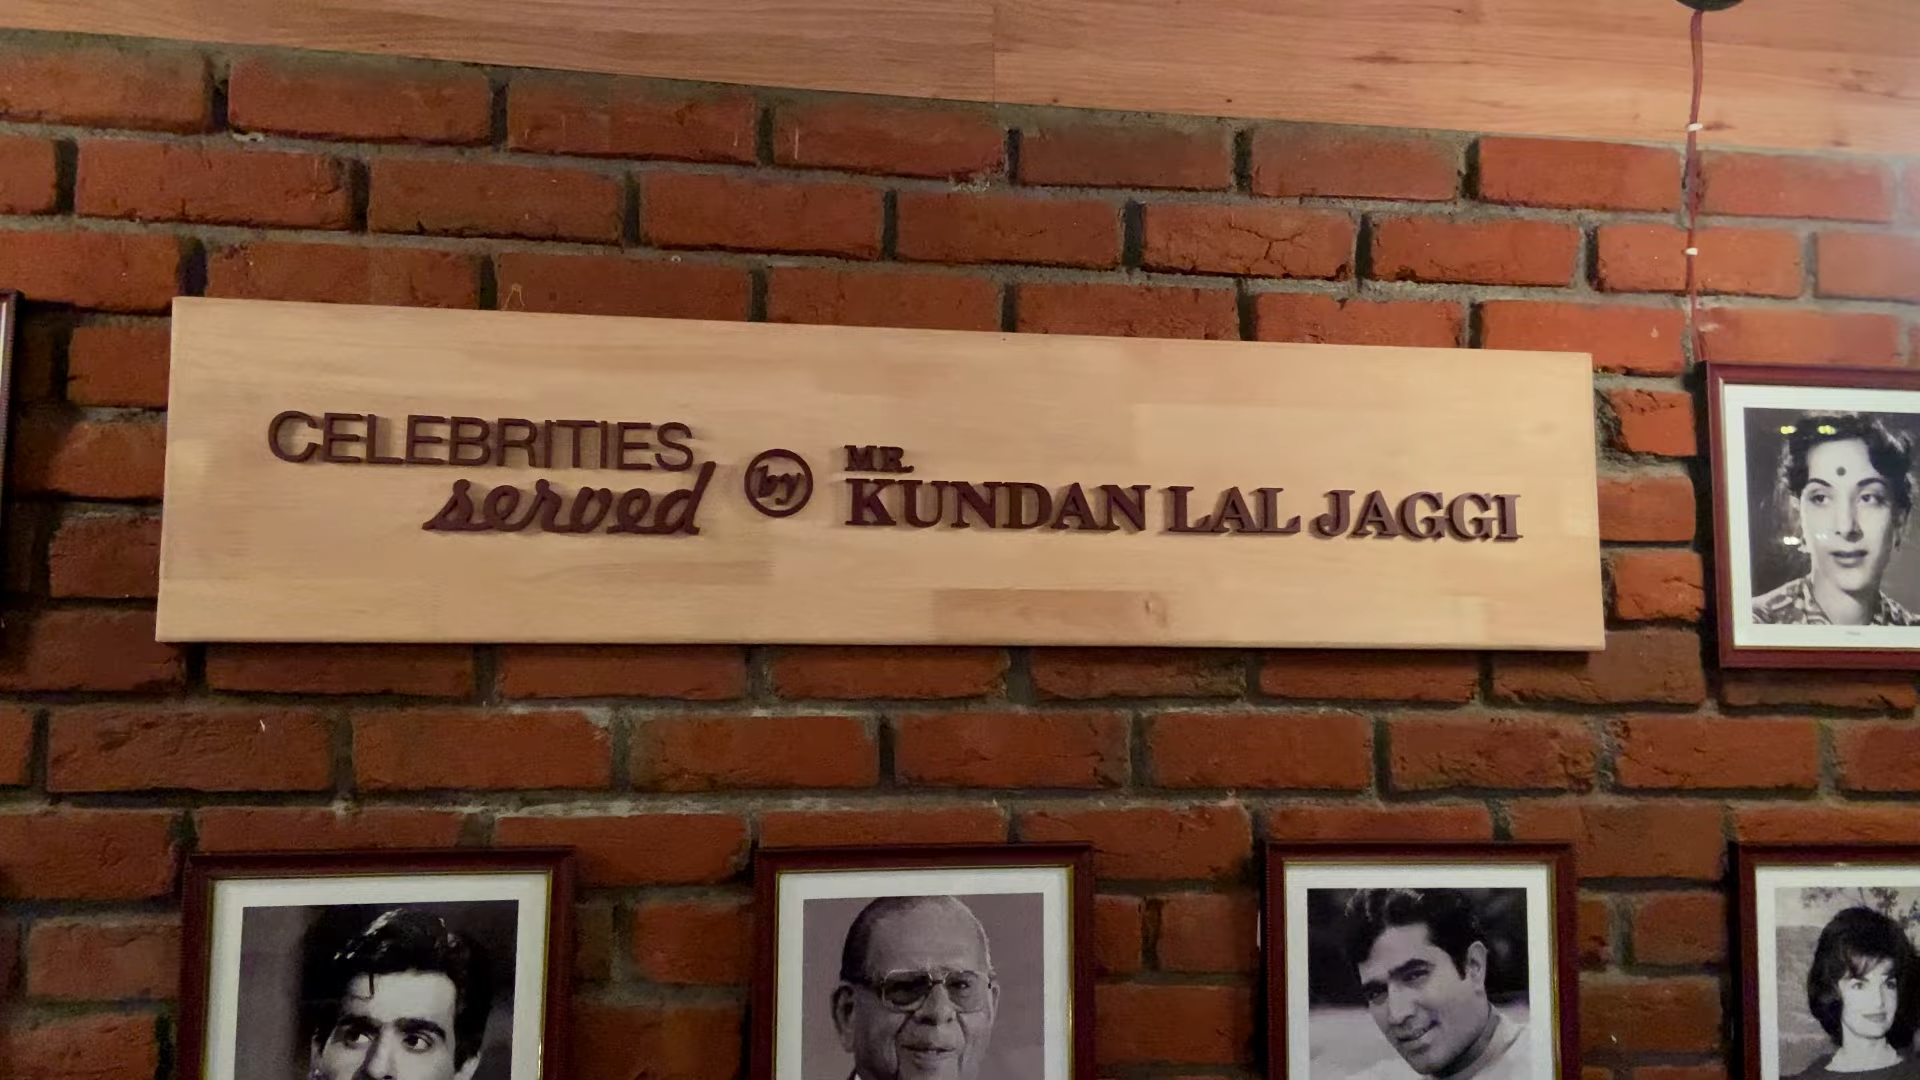 CELEBRITIES
served
by
MR.
KUNDAN LAL JAGGI